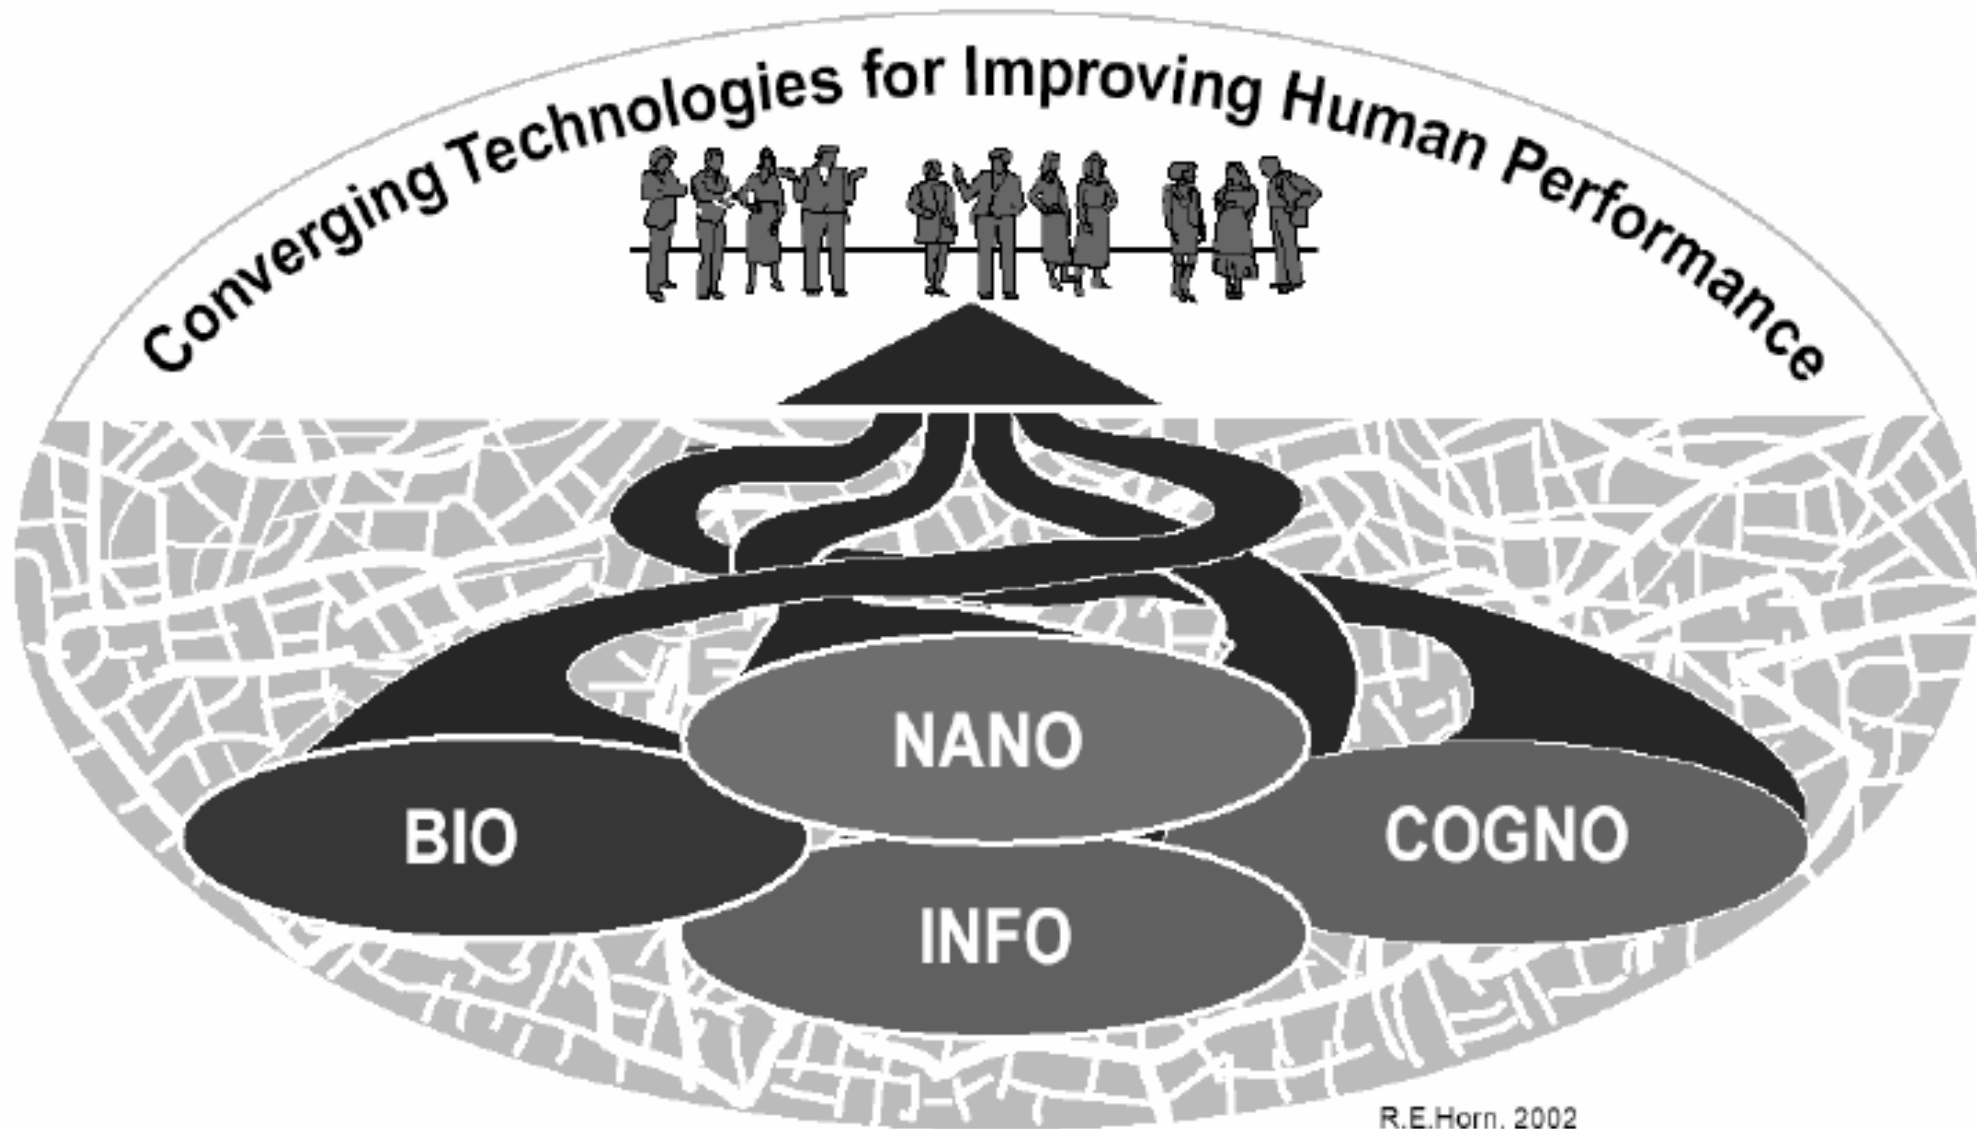 Converging Technologies for Improving Human Performance
NANO
BIO
COGNO
INFO
R.E.Horn, 2002